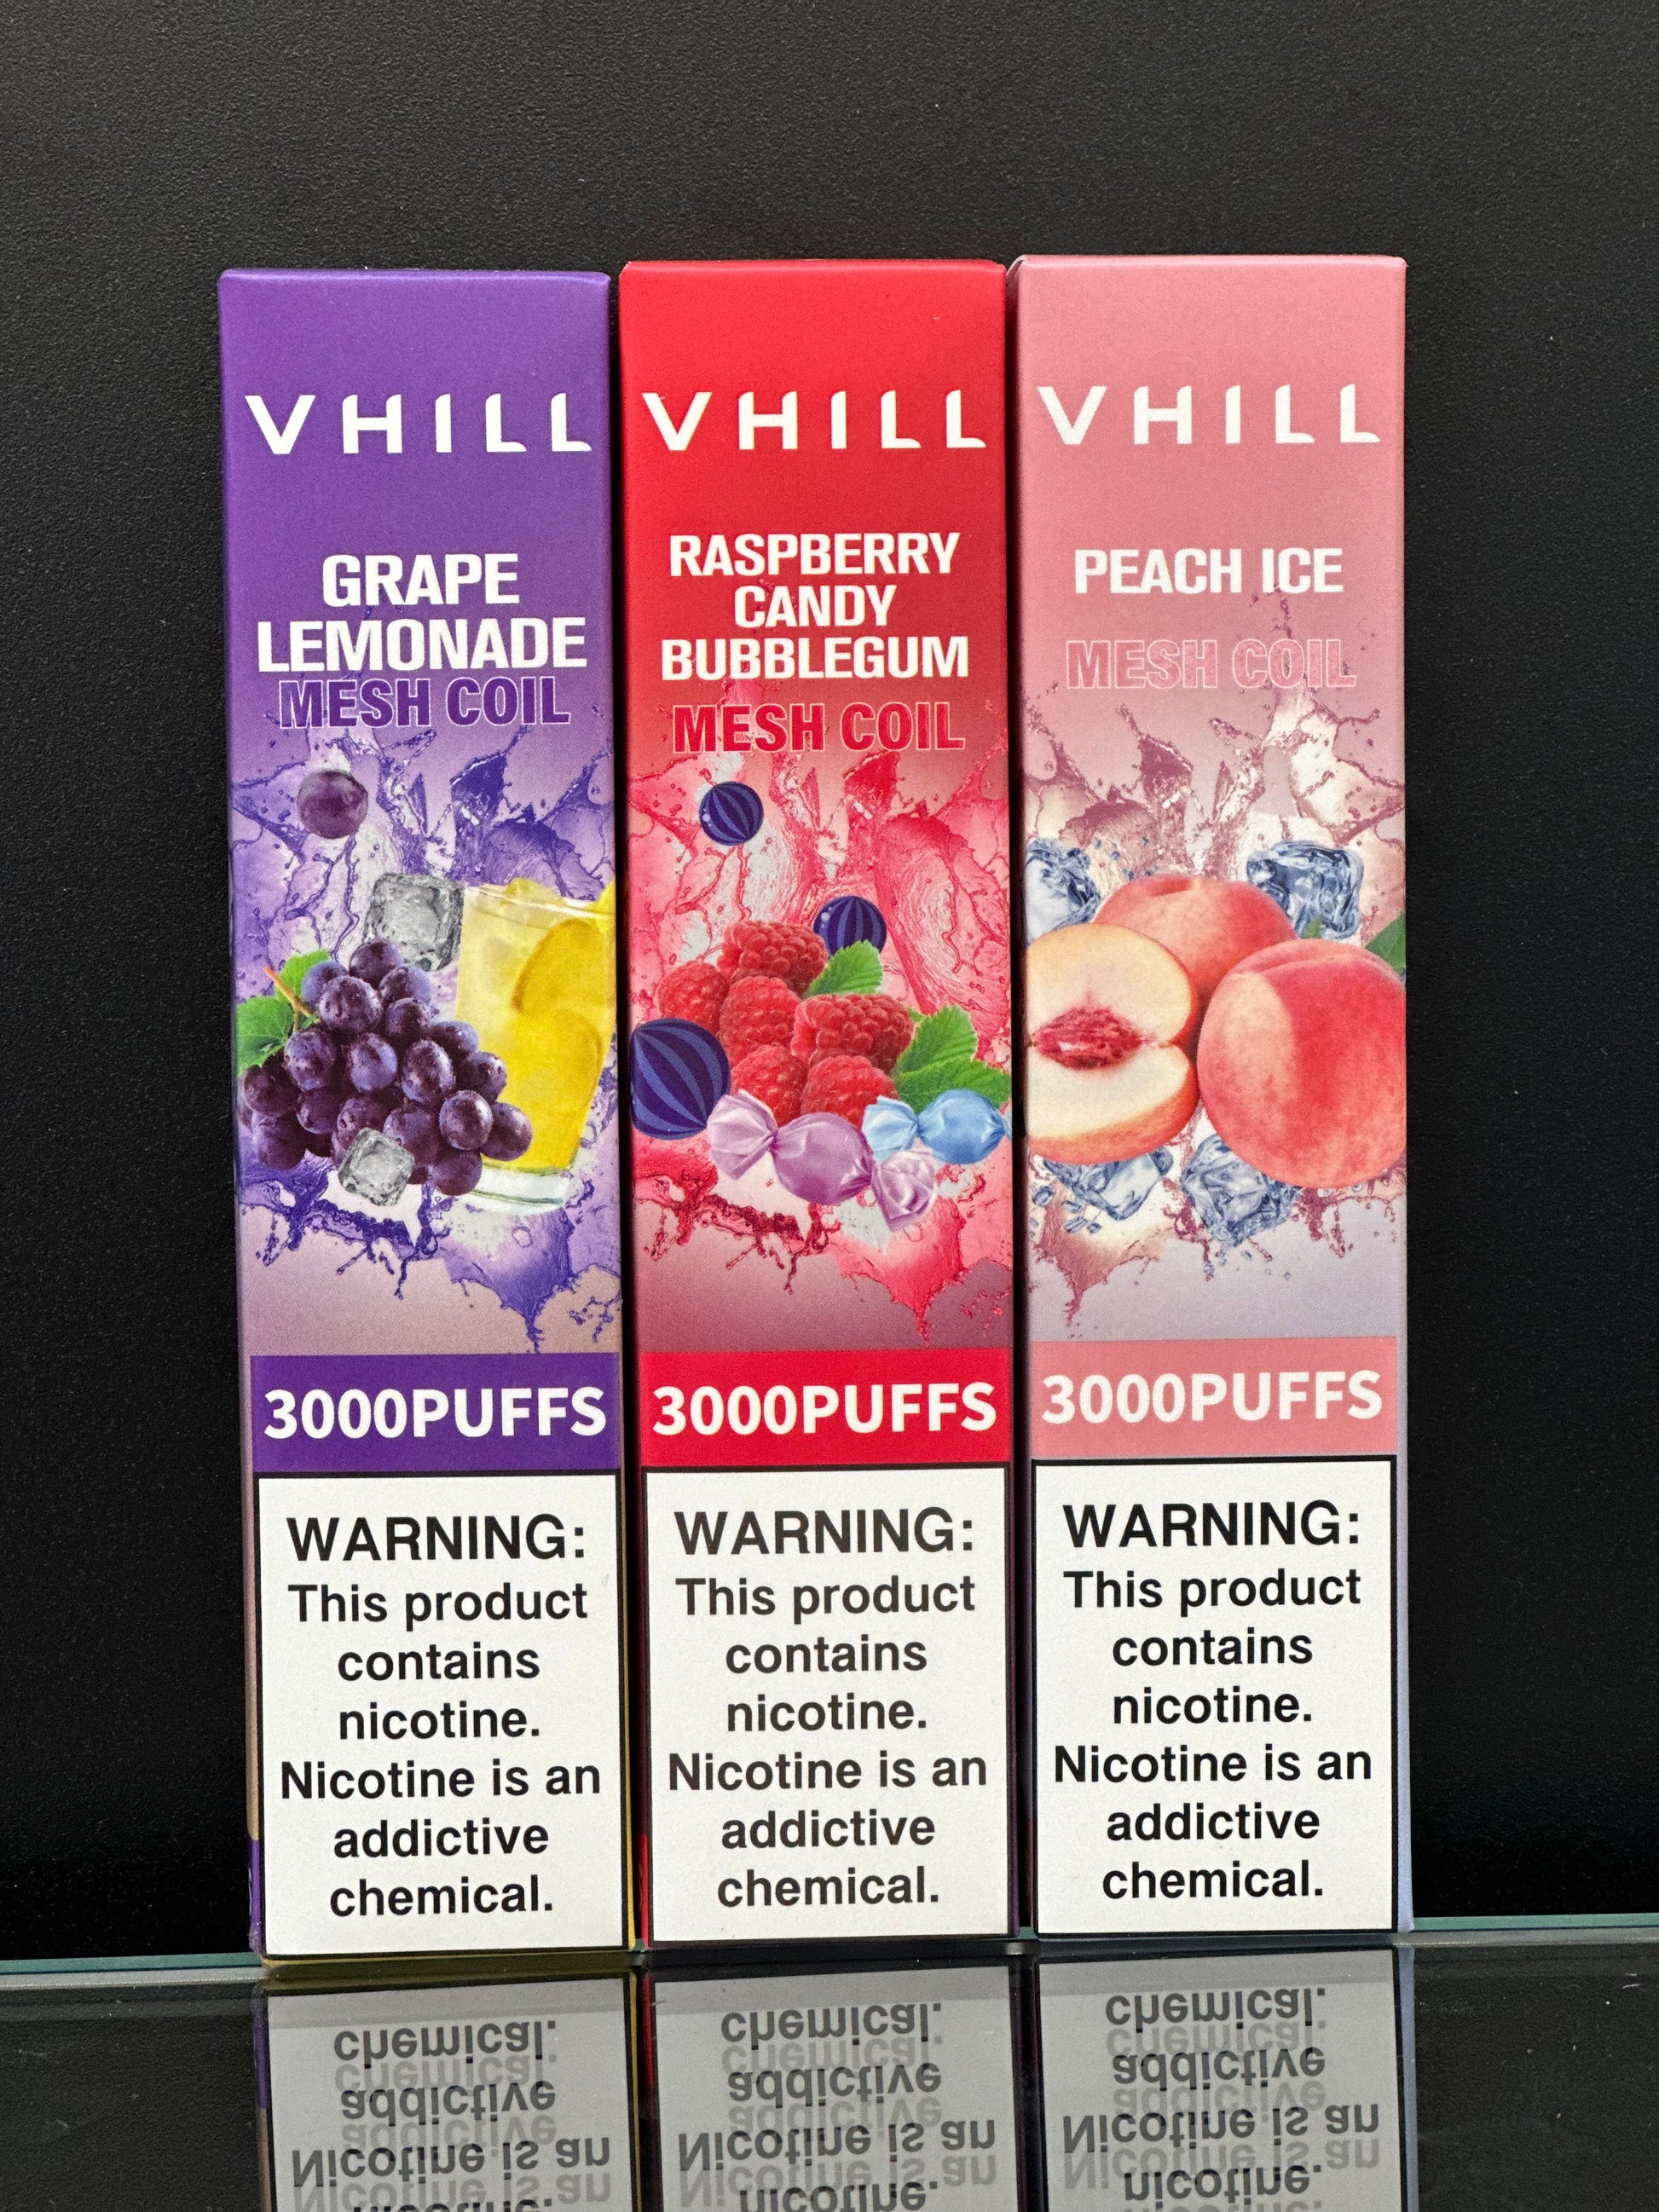 VHILL
GRAPE
LEMONADE
MESH COIL
3000PUFFS
WARNING:
This product
contains
nicotine.
Nicotine is an
addictive
chemical.
VHILL
RASPBERRY
CANDY
BUBBLEGUM
MESH COIL
3000PUFFS
WARNING:
This product
contains
nicotine.
Nicotine is an
addictive
chemical.
VHILL
PEACH ICE
MESH COIL
3000PUFFS
WARNING:
This product
contains
nicotine.
Nicotine is an
addictive
chemical.